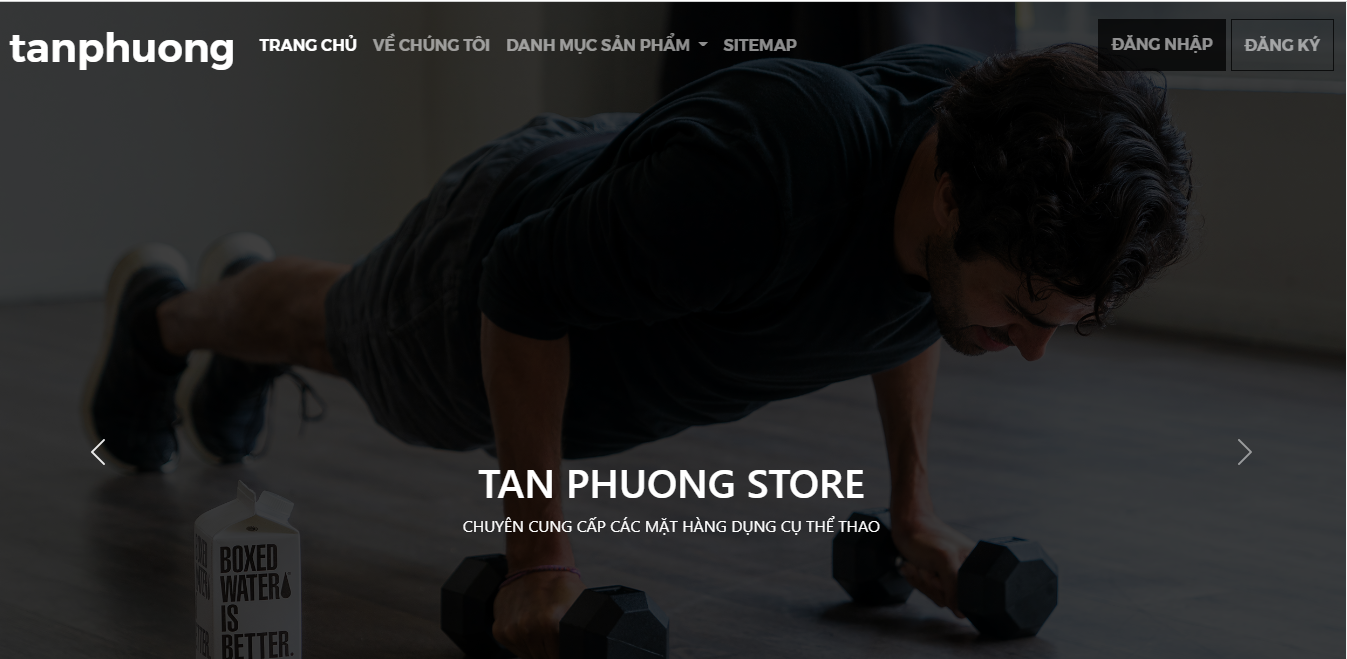 tanphuong TRANG CHỦ VỀ CHÚNG TÔI DANH MỤC SẢN PHẨM SITEMAP ĐĂNG NHẬP ĐĂNG KÝ
TAN PHUONG STORE
CHUYÊN CUNG CẤP CÁC MẶT HÀNG DỤNG CỤ THỂ THAO
BOXED
WATER
IS
BETTER.